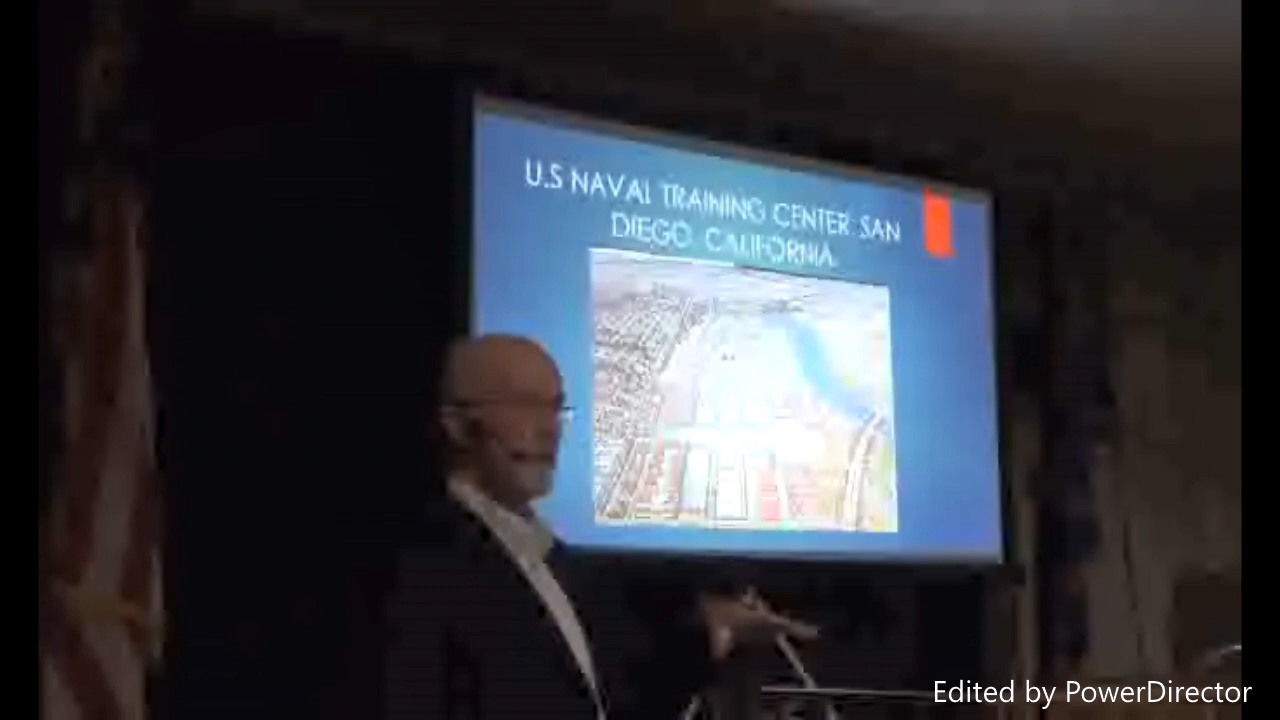 U.S NAVAL TRAINING CENTER SAN
DIEGO CALIFORNIA
Edited by PowerDirector